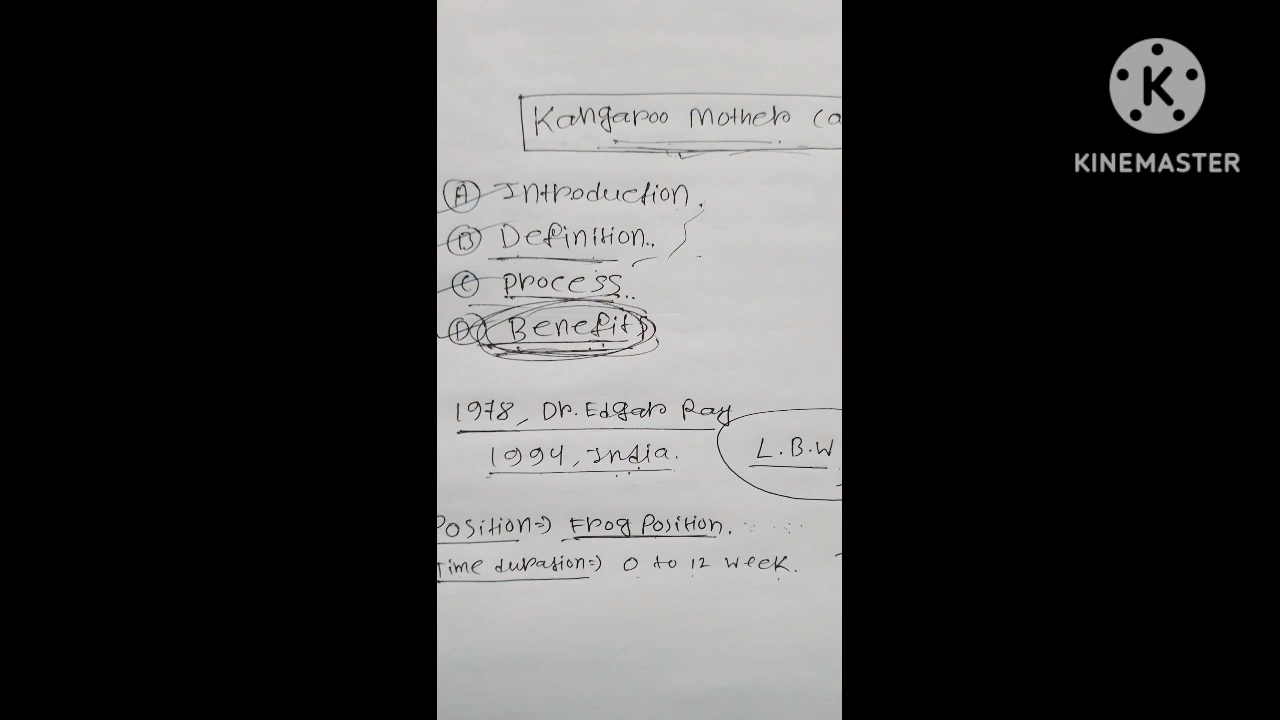 Kangaroo Mother Ca
A Introduction.
B Definition..
C process..
D Benefits
1978, Dr. Edgar Ray
1994, India.
L.B.W
Position=) Frog Position.
Time duration=) 0 to 12 week.
K
KINEMASTER